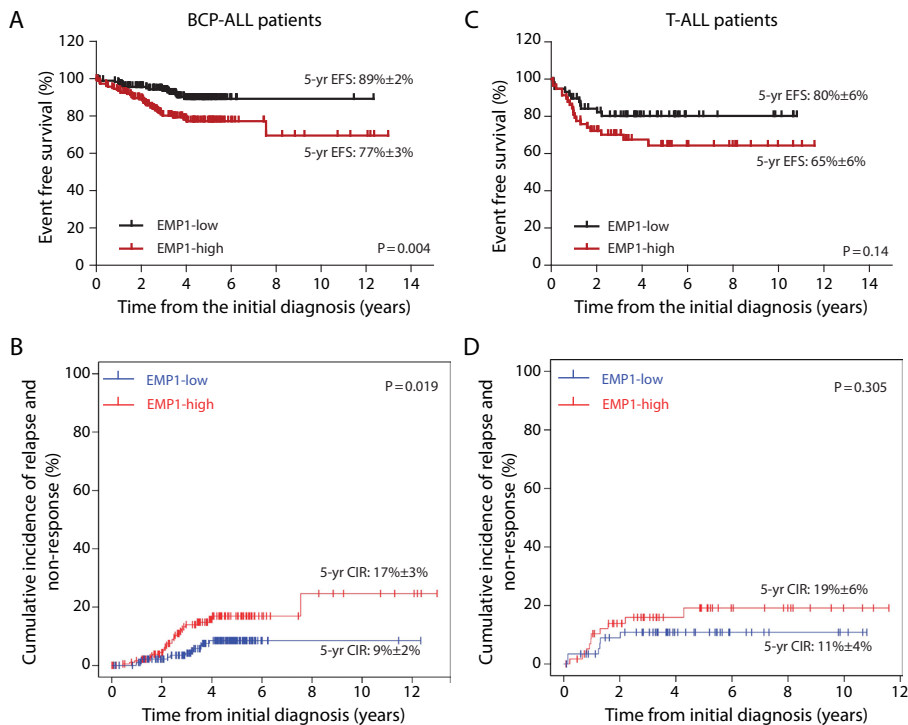 A
BCP-ALL patients
120
100
80
60
40
20
0
Event free survival (%)
5-yr EFS: 89%±2%
5-yr EFS: 77%±3%
EMP1-low
EMP1-high
P = 0.004
0 2 4 6 8 10 12 14
Time from the initial diagnosis (years)
C
T-ALL patients
120
100
80
60
40
20
0
Event free survival (%)
5-yr EFS: 80%±6%
5-yr EFS: 65%±6%
EMP1-low
EMP1-high
P = 0.14
0 2 4 6 8 10 12 14
Time from the initial diagnosis (years)
B
100
80
60
40
20
0
Cumulative incidence of relapse and
non-response (%)
EMP1-low
EMP1-high
P = 0.019
5-yr CIR: 17%±3%
5-yr CIR: 9%±2%
0 2 4 6 8 10 12
Time from initial diagnosis (years)
D
100
80
60
40
20
0
Cumulative incidence of relapse and
non-response (%)
EMP1-low
EMP1-high
P = 0.305
5-yr CIR: 19%±6%
5-yr CIR: 11%±4%
0 2 4 6 8 10 12
Time from initial diagnosis (years)